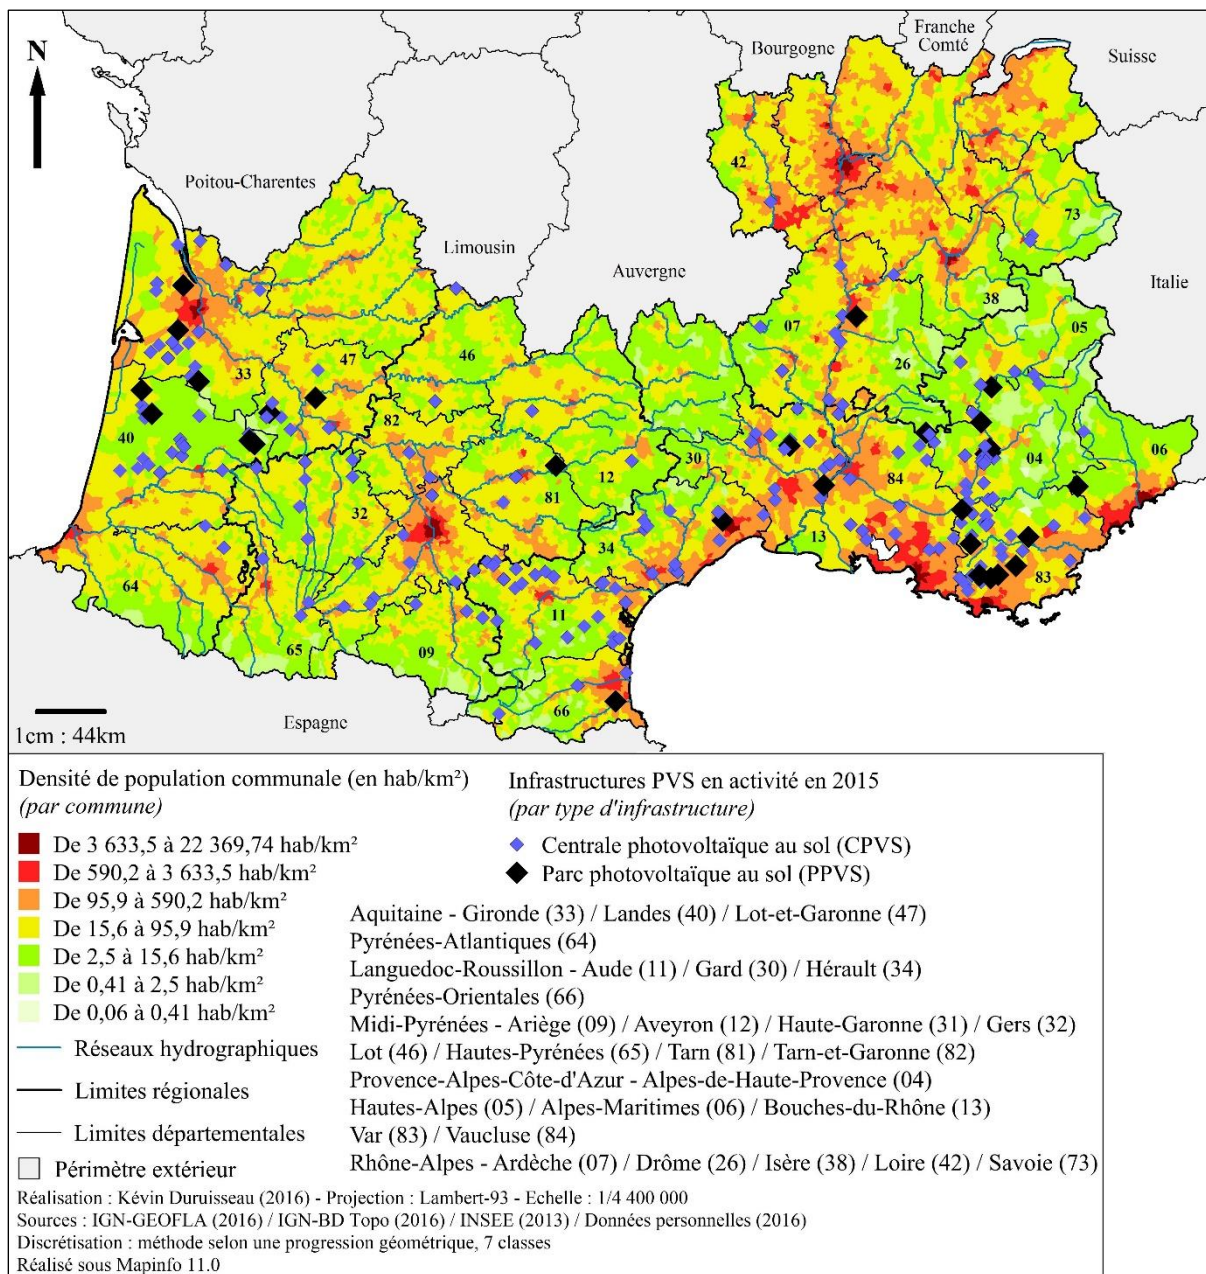 Franche
Comté
Bourgogne
Suisse
N
42
Poitou-Charentes
73
Limousin
Auvergne
Italie
38
07
05
46
47
26
33
82
40
30
06
12
04
81
84
32
34
13
83
64
11
65
09
66
Espagne
1cm : 44km
Densité de population communale (en hab/km²)
(par commune)
De 3 633,5 à 22 369,74 hab/km²
De 590,2 à 3 633,5 hab/km²
De 95,9 à 590,2 hab/km²
De 15,6 à 95,9 hab/km²
De 2,5 à 15,6 hab/km²
De 0,41 à 2,5 hab/km²
De 0,06 à 0,41 hab/km²
Réseaux hydrographiques
Limites régionales
Limites départementales
Périmètre extérieur
Infrastructures PVS en activité en 2015
(par type d'infrastructure)
Centrale photovoltaïque au sol (CPVS)
Parc photovoltaïque au sol (PPVS)
Aquitaine - Gironde (33) / Landes (40) / Lot-et-Garonne (47)
Pyrénées-Atlantiques (64)
Languedoc-Roussillon - Aude (11) / Gard (30) / Hérault (34)
Pyrénées-Orientales (66)
Midi-Pyrénées - Ariège (09) / Aveyron (12) / Haute-Garonne (31) / Gers (32)
Lot (46) / Hautes-Pyrénées (65) / Tarn (81) / Tarn-et-Garonne (82)
Provence-Alpes-Côte-d'Azur - Alpes-de-Haute-Provence (04)
Hautes-Alpes (05) / Alpes-Maritimes (06) / Bouches-du-Rhône (13)
Var (83) / Vaucluse (84)
Rhône-Alpes - Ardèche (07) / Drôme (26) / Isère (38) / Loire (42) / Savoie (73)
Réalisation : Kévin Duruisseau (2016) - Projection : Lambert-93 - Echelle : 1/4 400 000
Sources : IGN-GEOFLA (2016) / IGN-BD Topo (2016) / INSEE (2013) / Données personnelles (2016)
Discrétisation : méthode selon une progression géométrique, 7 classes
Réalisé sous Mapinfo 11.0